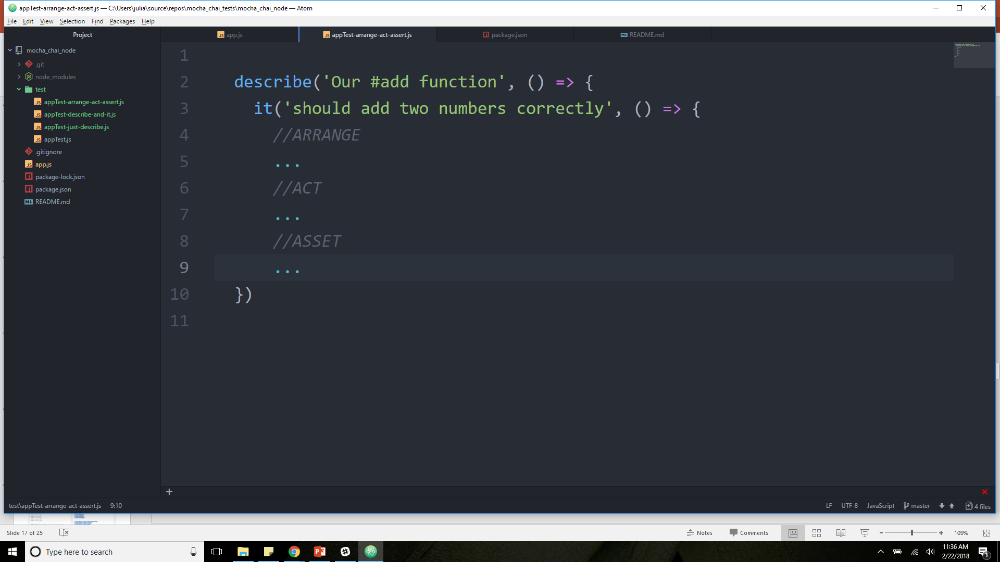 appTest-arrange-act-assert.js — C:\Users\julia\source\repos\mocha_chai_tests\mocha_chai_node — Atom
File Edit View Selection Find Packages Help
Project
app.js
appTest-arrange-act-assert.js
package.json
README.md
mocha_chai_node
.git
node_modules
test
appTest-arrange-act-assert.js
appTest-describe-and-it.js
appTest-just-describe.js
appTest.js
.gitignore
app.js
package-lock.json
package.json
README.md
1
2 describe('Our #add function', () => {
3 it('should add two numbers correctly', () => {
4 //ARRANGE
5 ...
6 //ACT
7 ...
8 //ASSET
9 ...
10 })
11
+
test\appTest-arrange-act-assert.js 9:10 LF UTF-8 JavaScript master 4 files
Slide 17 of 25 Notes Comments 109%
Type here to search
11:36 AM
2/22/2018
1